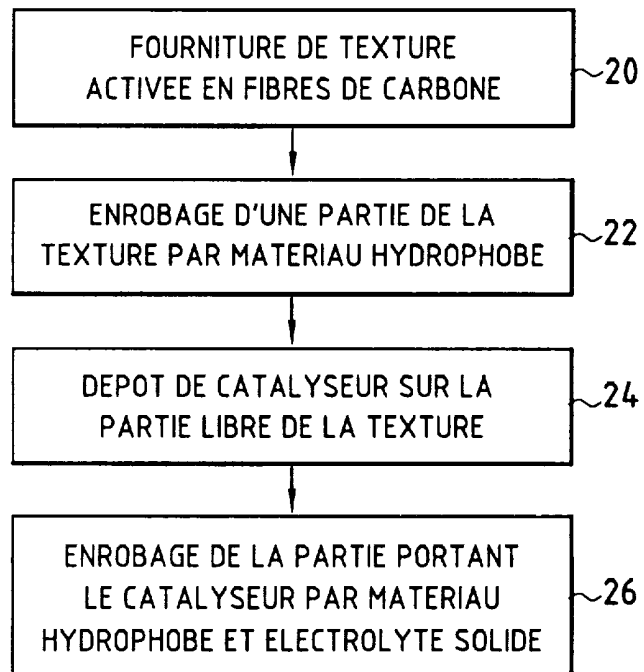 FOURNITURE DE TEXTURE
ACTIVEE EN FIBRES DE CARBONE
20
ENROBAGE D'UNE PARTIE DE LA
TEXTURE PAR MATERIAU HYDROPHOBE
22
DEPOT DE CATALYSEUR SUR LA
PARTIE LIBRE DE LA TEXTURE
24
ENROBAGE DE LA PARTIE PORTANT
LE CATALYSEUR PAR MATERIAU
HYDROPHOBE ET ELECTROLYTE SOLIDE
26